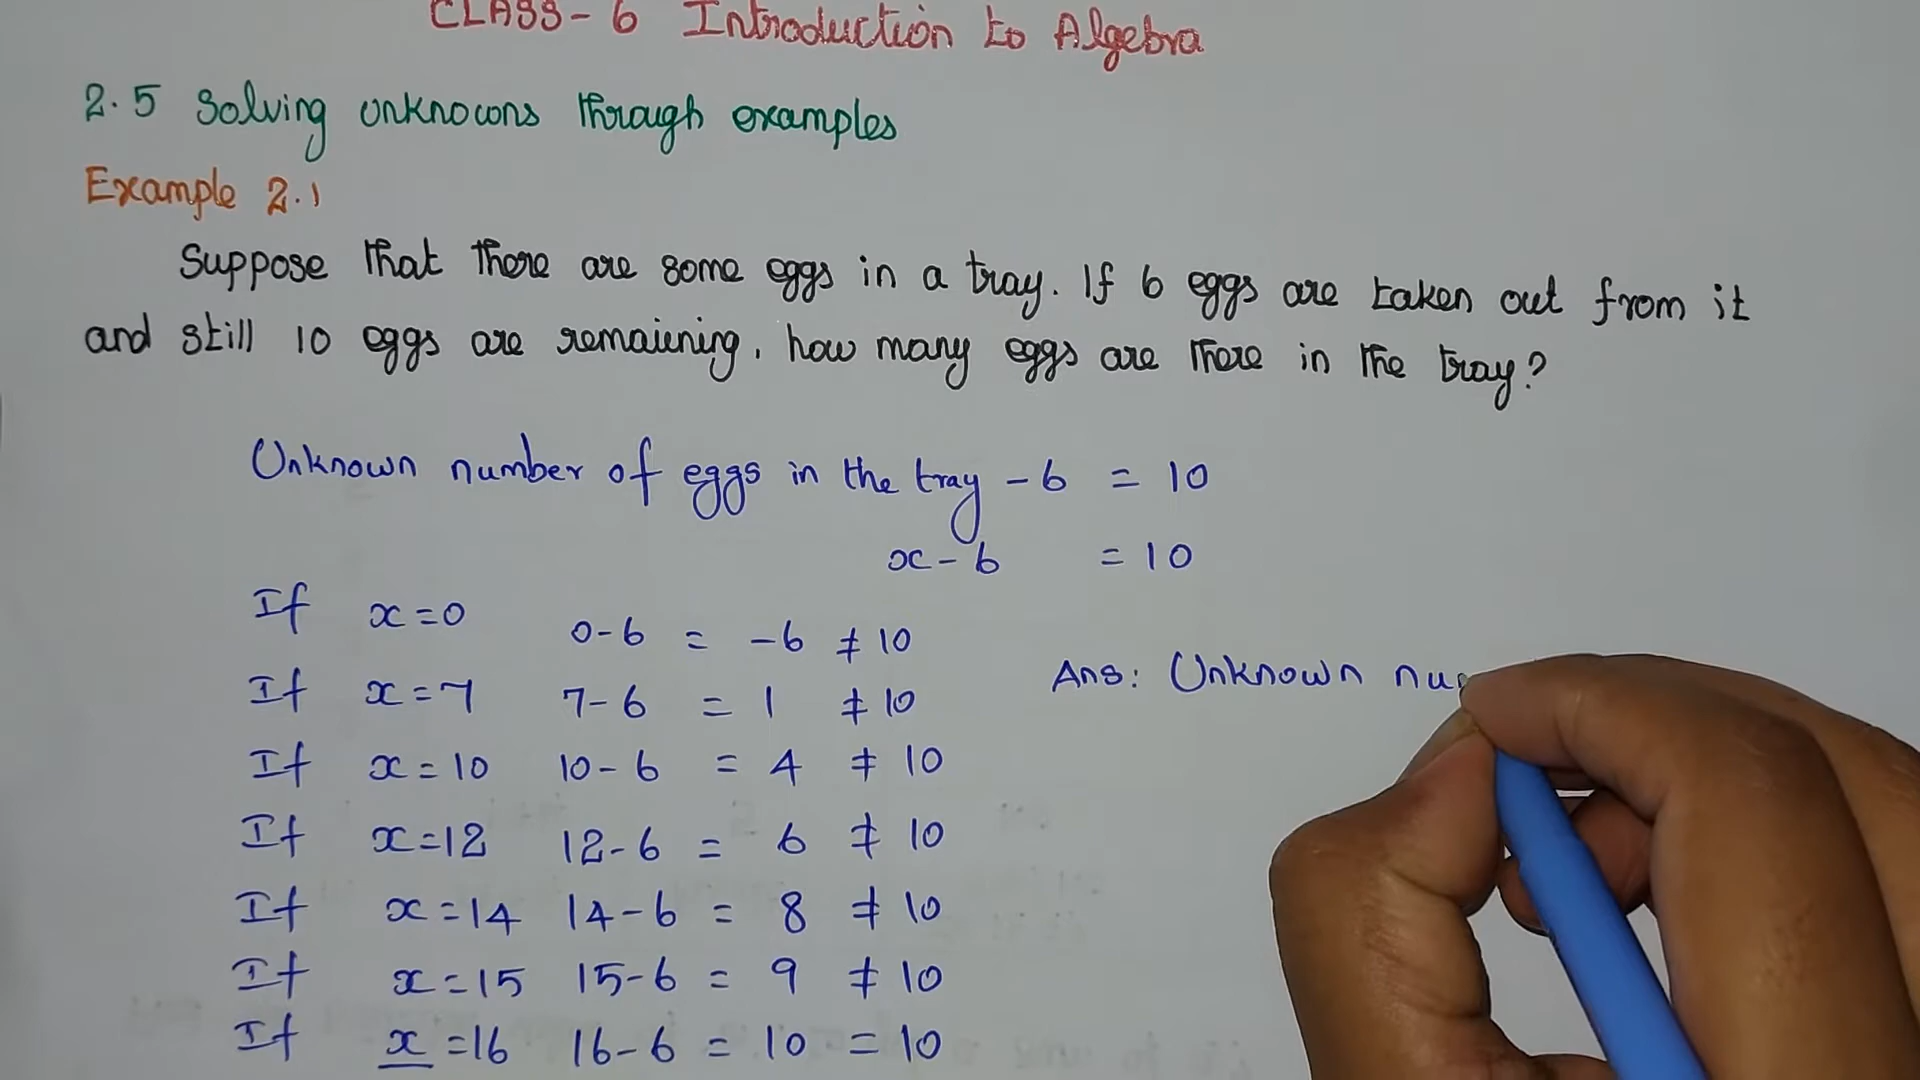 CLASS-6 Introduction to Algebra
2.5 Solving unknowns through examples
Example 2.1
Suppose that there are some eggs in a tray. If 6 eggs are taken out from it
and still 10 eggs are remaining, how many eggs are there in the tray?
Unknown number of eggs in the tray - 6 = 10
x - 6 = 10
If x = 0 0 - 6 = -6 ≠ 10
If x = 7 7 - 6 = 1 ≠ 10
If x = 10 10 - 6 = 4 ≠ 10
If x = 12 12 - 6 = 6 ≠ 10
If x = 14 14 - 6 = 8 ≠ 10
If x = 15 15 - 6 = 9 ≠ 10
If x = 16 16 - 6 = 10 = 10
Ans: Unknown